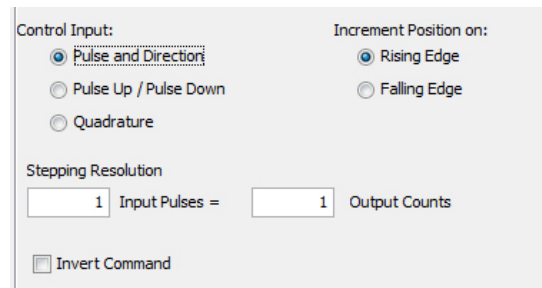 Control Input:
Increment Position on:
Pulse and Direction
Rising Edge
Pulse Up / Pulse Down
Falling Edge
Quadrature
Stepping Resolution
1 Input Pulses = 1 Output Counts
Invert Command